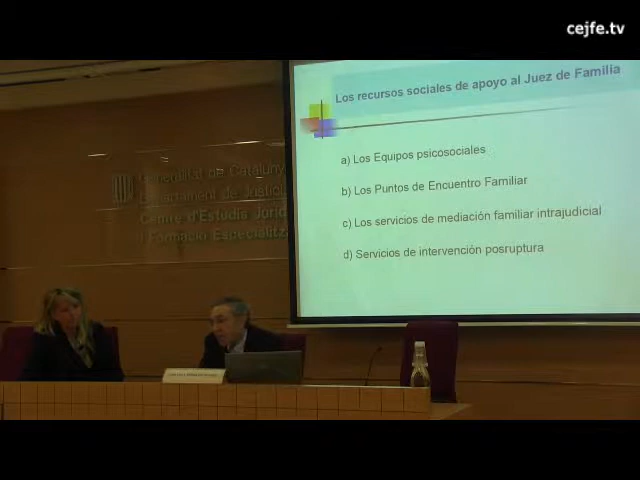 cejfe.tv
Los recursos sociales de apoyo al Juez de Familia
a) Los Equipos psicosociales
b) Los Puntos de Encuentro Familiar
c) Los servicios de mediación familiar intrajudicial
d) Servicios de intervención posruptura
Generalitat de Catalunya
Departament de Justícia
Centre d'Estudis Jurídi
i Formació Especialitza